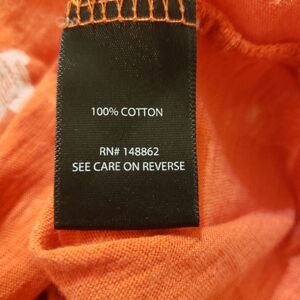 100% COTTON
RN# 148862
SEE CARE ON REVERSE